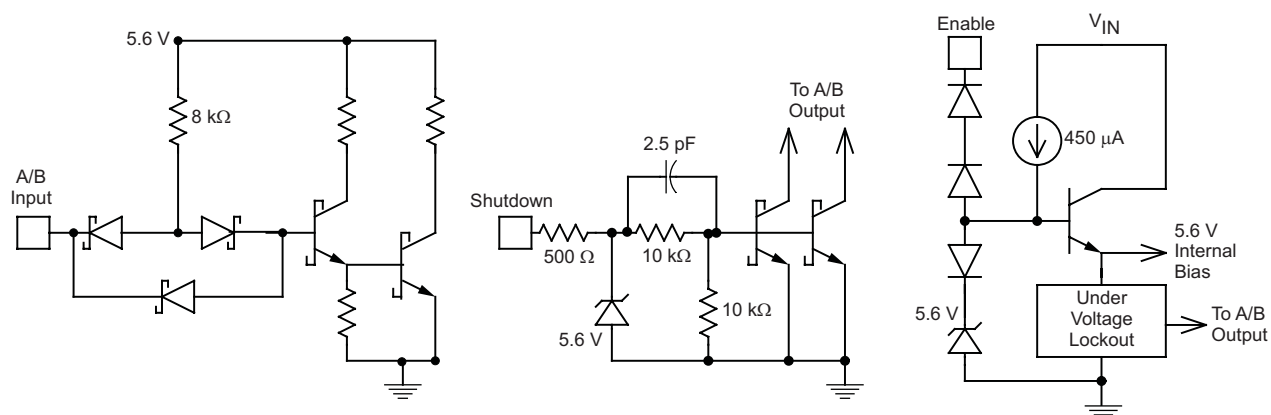 5.6 V
8 kΩ
A/B
Input
Shutdown
500 Ω
2.5 pF
10 kΩ
5.6 V
10 kΩ
To A/B
Output
Enable
VIN
450 μA
5.6 V
Internal
Bias
5.6 V
Under
Voltage
Lockout
To A/B
Output